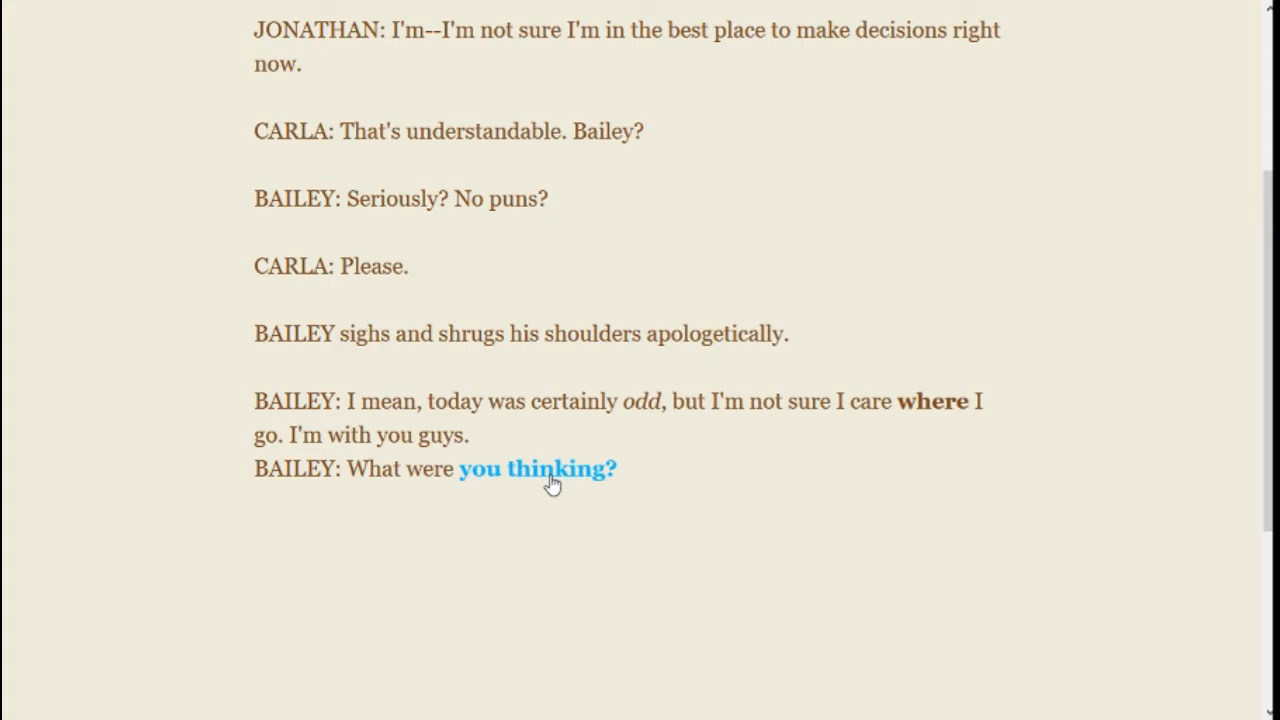 JONATHAN: I'm--I'm not sure I'm in the best place to make decisions right
now.
CARLA: That's understandable. Bailey?
BAILEY: Seriously? No puns?
CARLA: Please.
BAILEY sighs and shrugs his shoulders apologetically.
BAILEY: I mean, today was certainly odd, but I'm not sure I care where I
go. I'm with you guys.
BAILEY: What were you thinking?